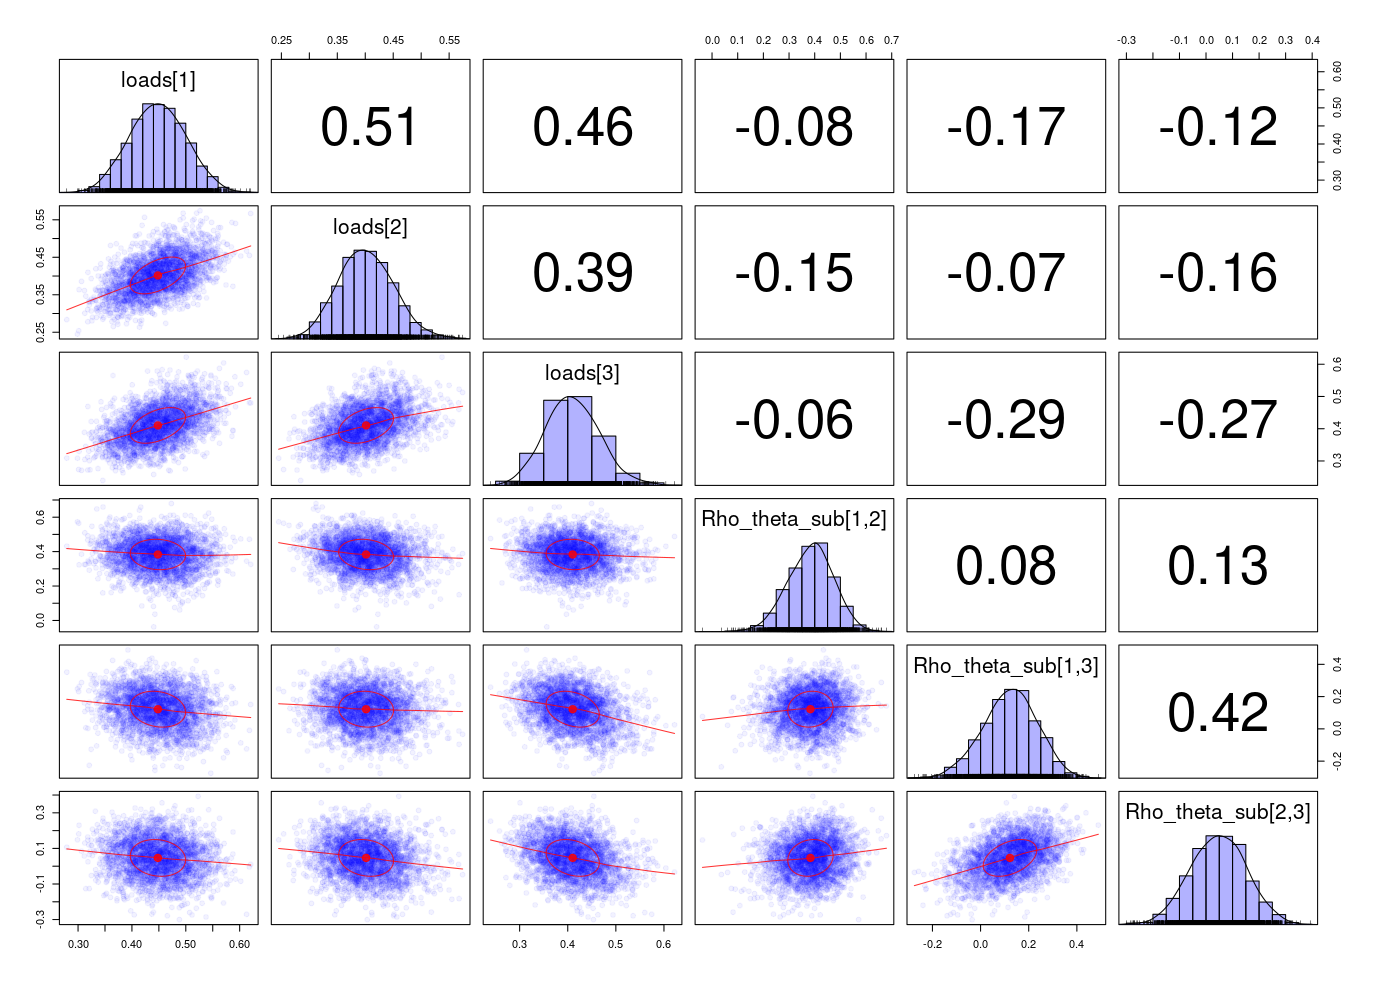 0.25 0.35 0.45 0.55 0.0 0.1 0.2 0.3 0.4 0.5 0.6 0.7 -0.3 -0.1 0.0 0.1 0.2 0.3 0.4
loads[1] 0.51 0.46 -0.08 -0.17 -0.12
0.30 0.40 0.50 0.60
loads[2] 0.39 -0.15 -0.07 -0.16
0.25 0.35 0.45 0.55
loads[3] -0.06 -0.29 -0.27
0.3 0.4 0.5 0.6
Rho_theta_sub[1,2] 0.08 0.13
0.0 0.2 0.4 0.6
Rho_theta_sub[1,3] 0.42
-0.2 0.0 0.2 0.4
Rho_theta_sub[2,3]
-0.3 -0.1 0.1 0.3
0.30 0.40 0.50 0.60 0.3 0.4 0.5 0.6 -0.2 0.0 0.2 0.4